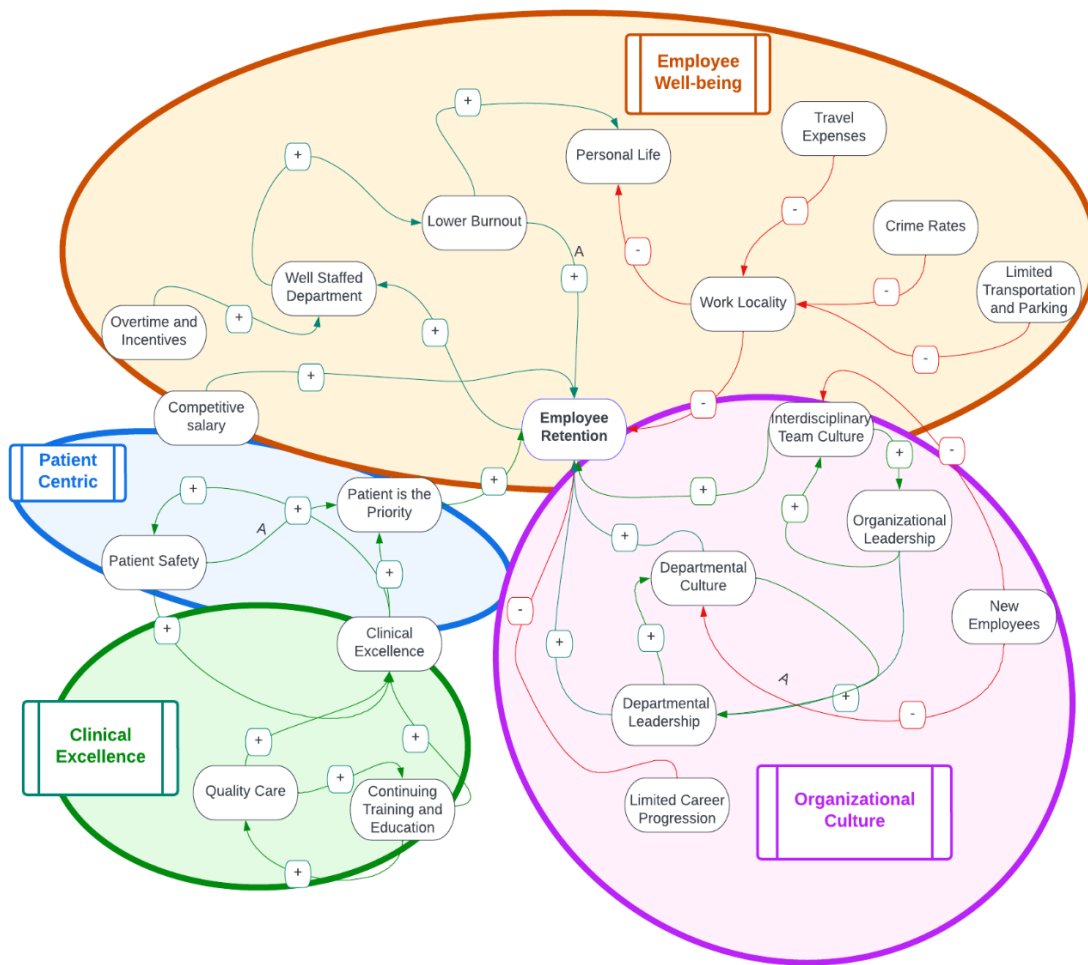 Employee
Well-being
+
Travel
Expenses
Personal Life
+
-
Lower Burnout
Crime Rates
A
-
+
Well Staffed
Department
Limited
Transportation
and Parking
-
Work Locality
Overtime and
Incentives
+
+
-
+
Competitive
salary
-
Employee
Retention
Interdisciplinary
Team Culture
Patient
Centric
+
-
+
+
+
Patient is the
Priority
+
A
+
Organizational
Leadership
Patient Safety
+
+
Departmental
Culture
-
New
Employees
+
Clinical
Excellence
+
+
A
+
-
Departmental
Leadership
Clinical
Excellence
+
+
Quality Care
+
Continuing
Training and
Education
Limited Career
Progression
Organizational
Culture
+